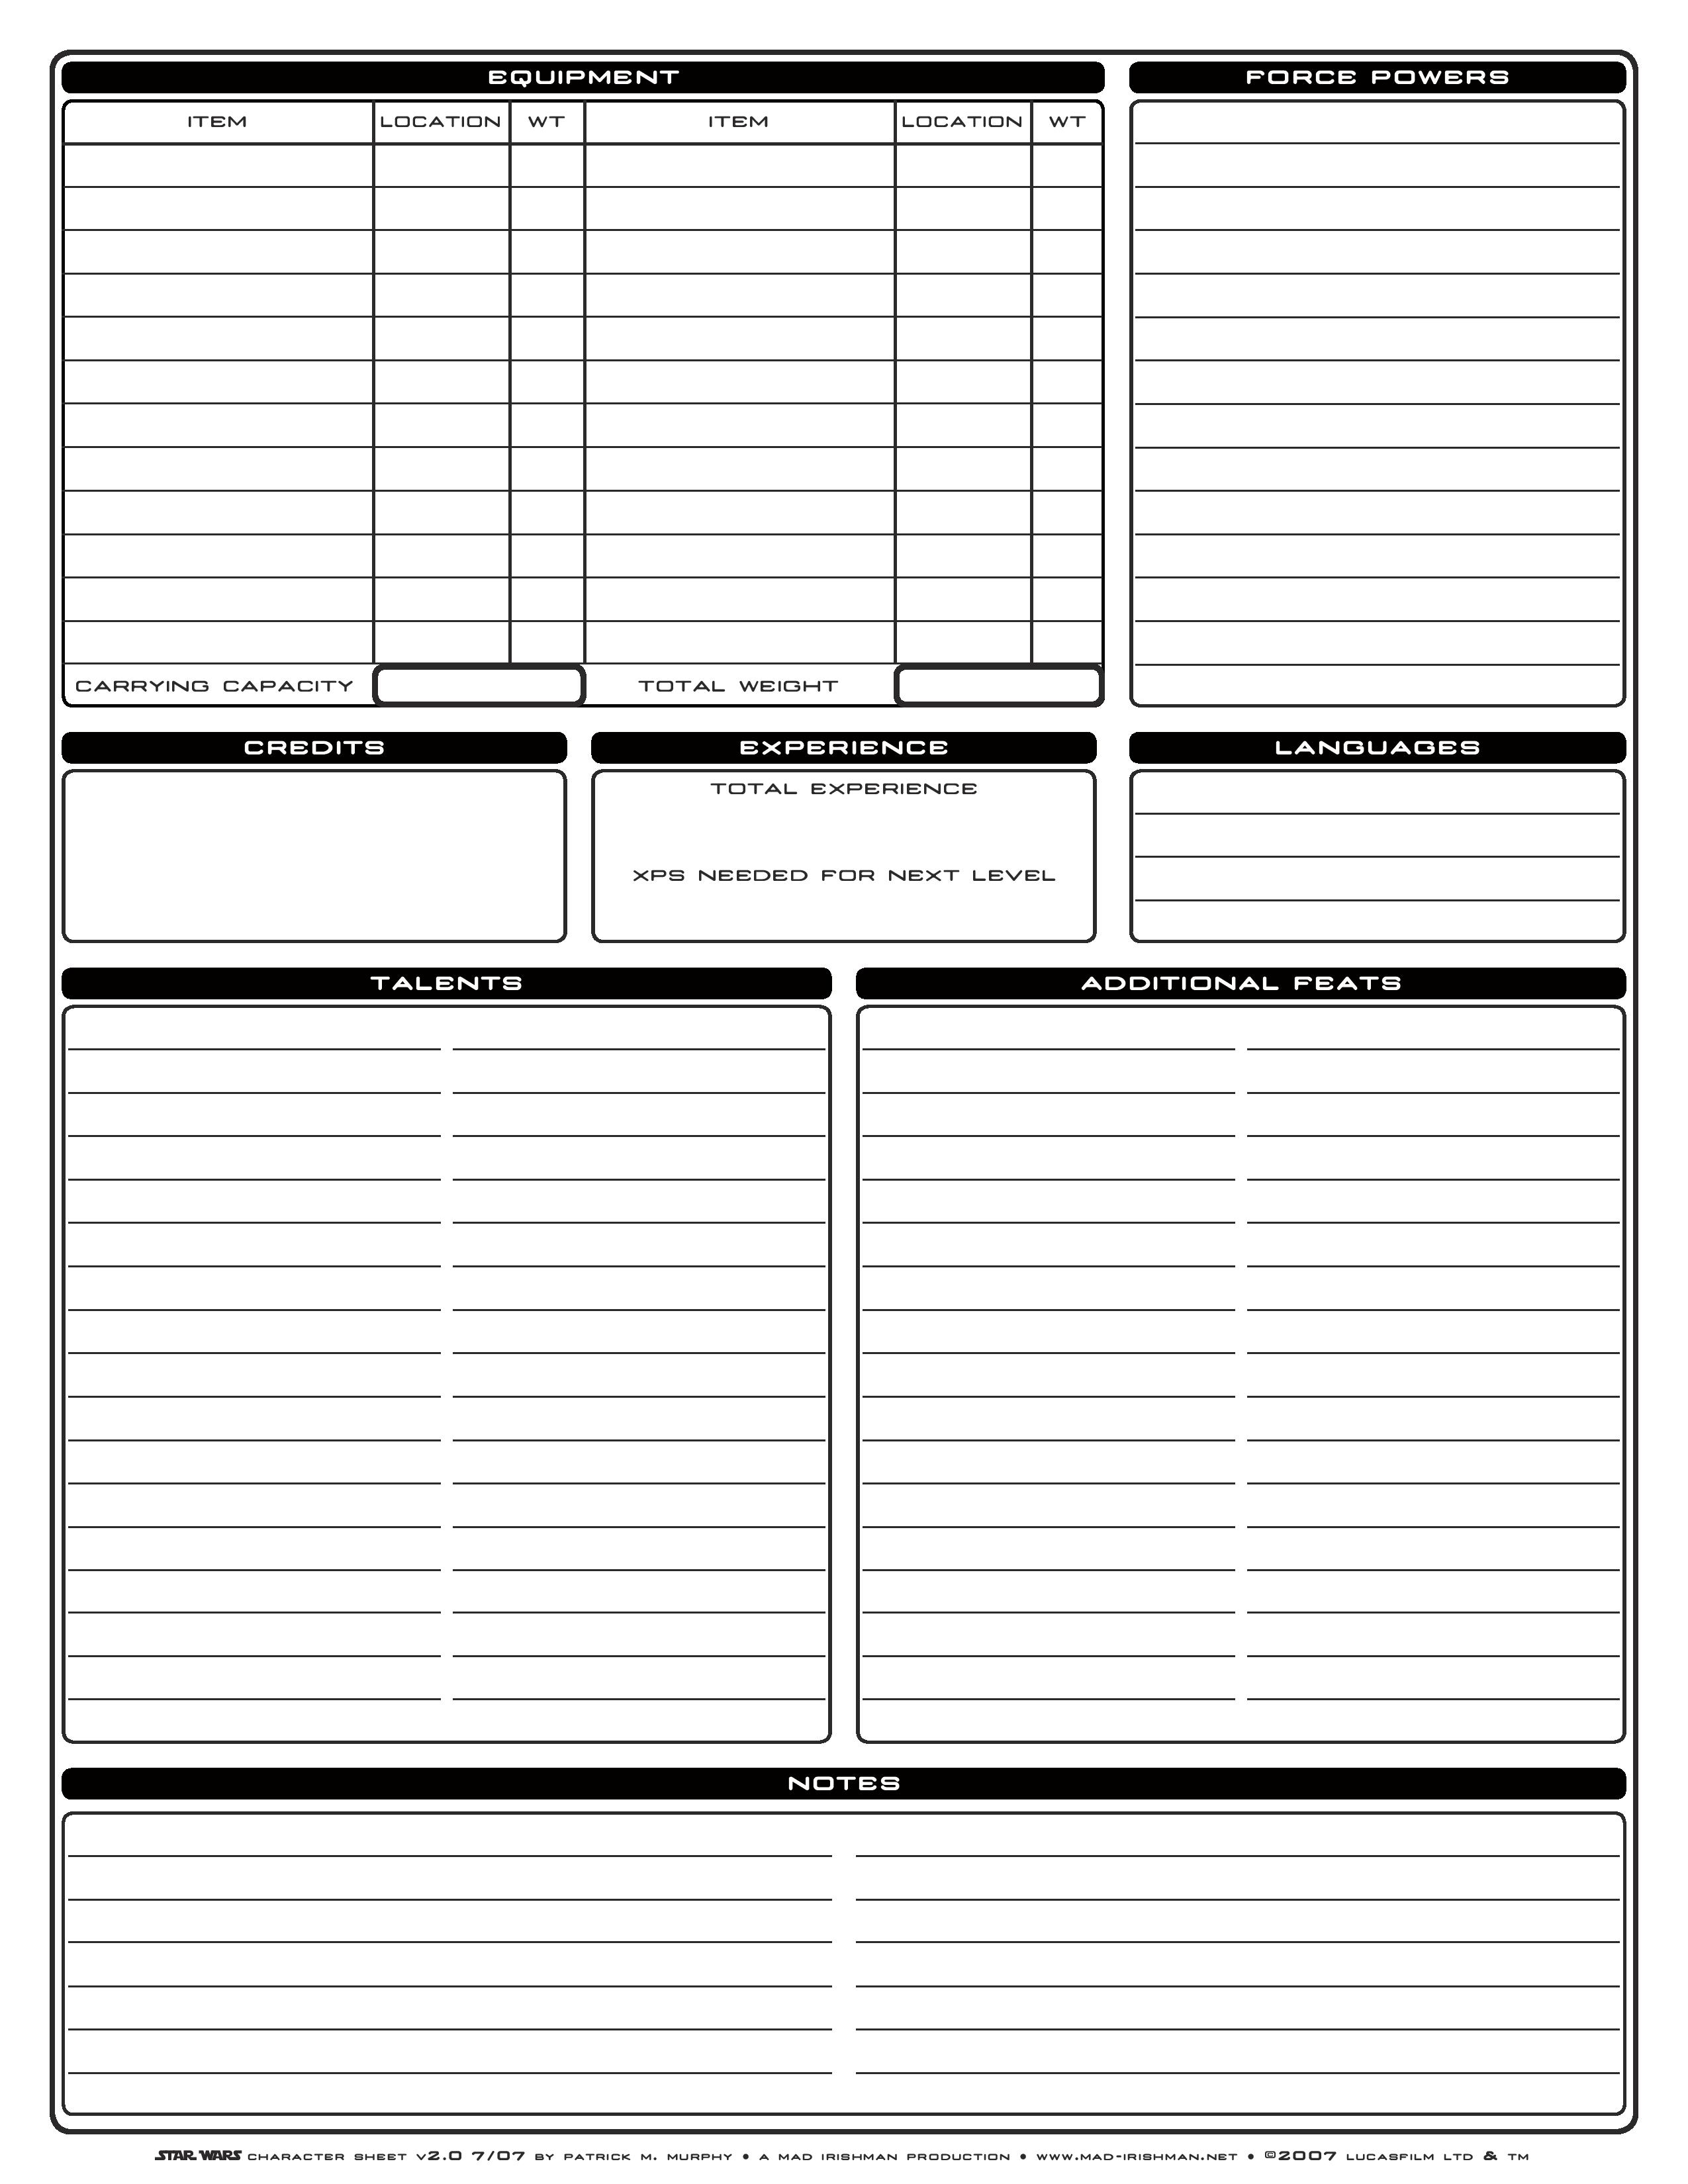 EQUIPMENT
ITEM LOCATION WT ITEM LOCATION WT
CARRYING CAPACITY TOTAL WEIGHT
FORCE POWERS
CREDITS
EXPERIENCE
TOTAL EXPERIENCE
XPS NEEDED FOR NEXT LEVEL
LANGUAGES
TALENTS
ADDITIONAL FEATS
NOTES
STAR WARS CHARACTER SHEET V2.0 7/07 BY PATRICK M. MURPHY • A MAD IRISHMAN PRODUCTION • WWW.MAD-IRISHMAN.NET • ©2007 LUCASFILM LTD & TM